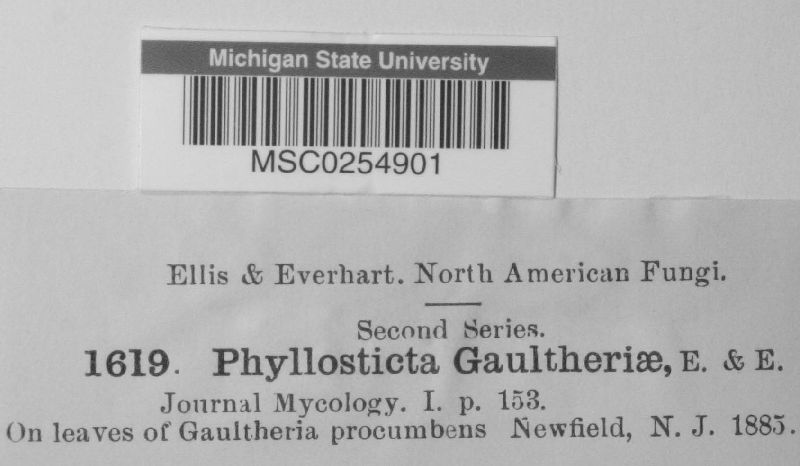 Michigan State University
MSC0254901
Ellis & Everhart. North American Fungi.
Second Series.
1619. Phyllosticta Gaultheriæ, E. & E.
Journal Mycology. I. p. 153.
On leaves of Gaultheria procumbens Newfield, N. J. 1885.